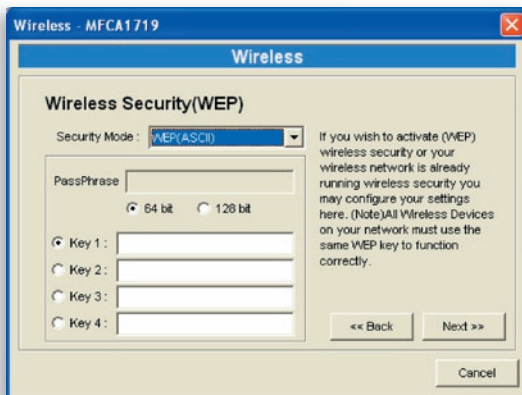 Wireless - MFCA1719
Wireless
Wireless Security(WEP)
Security Mode : WEP(ASCII)
PassPhrase
64 bit 128 bit
Key 1 :
Key 2 :
Key 3 :
Key 4 :
If you wish to activate (WEP)
wireless security or your
wireless network is already
running wireless security you
may configure your settings
here. (Note)All Wireless Devices
on your network must use the
same WEP key to function
correctly.
<< Back Next >>
Cancel